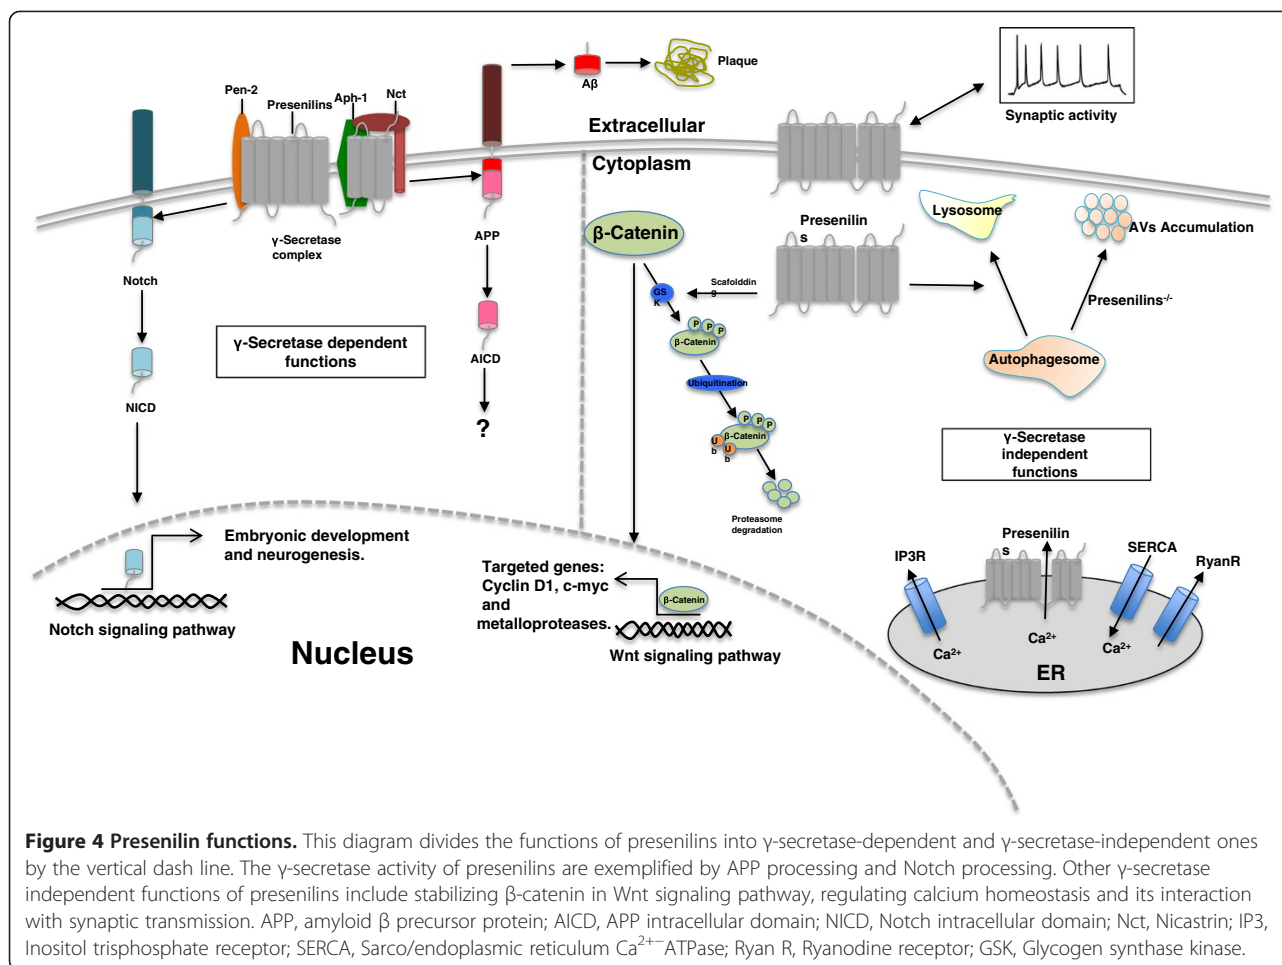 Pen-2
Presenilins
Aph-1
Nct
Aβ
Plaque
Synaptic activity
Extracellular
Cytoplasm
γ-Secretase
complex
Notch
NICD
APP
AICD
?
γ-Secretase dependent
functions
β-Catenin
GS
K
Scafolddin
g
Presenilin
s
Lysosome
AVs Accumulation
Presenilins-/-
Autophagesome
P P P
β-Catenin
Ubiquitination
P P P
β-Catenin
U
b
U
b
Proteasome
degradation
γ-Secretase
independent
functions
Embryonic development
and neurogenesis.
Notch signaling pathway
Nucleus
Targeted genes:
Cyclin D1, c-myc
and
metalloproteases.
β-Catenin
Wnt signaling pathway
Presenilin
s
IP3R
SERCA
RyanR
Ca2+
Ca2+
Ca2+
ER
Figure 4 Presenilin functions. This diagram divides the functions of presenilins into γ-secretase-dependent and γ-secretase-independent ones
by the vertical dash line. The γ-secretase activity of presenilins are exemplified by APP processing and Notch processing. Other γ-secretase
independent functions of presenilins include stabilizing β-catenin in Wnt signaling pathway, regulating calcium homeostasis and its interaction
with synaptic transmission. APP, amyloid β precursor protein; AICD, APP intracellular domain; NICD, Notch intracellular domain; Nct, Nicastrin; IP3,
Inositol trisphosphate receptor; SERCA, Sarco/endoplasmic reticulum Ca2+−ATPase; Ryan R, Ryanodine receptor; GSK, Glycogen synthase kinase.